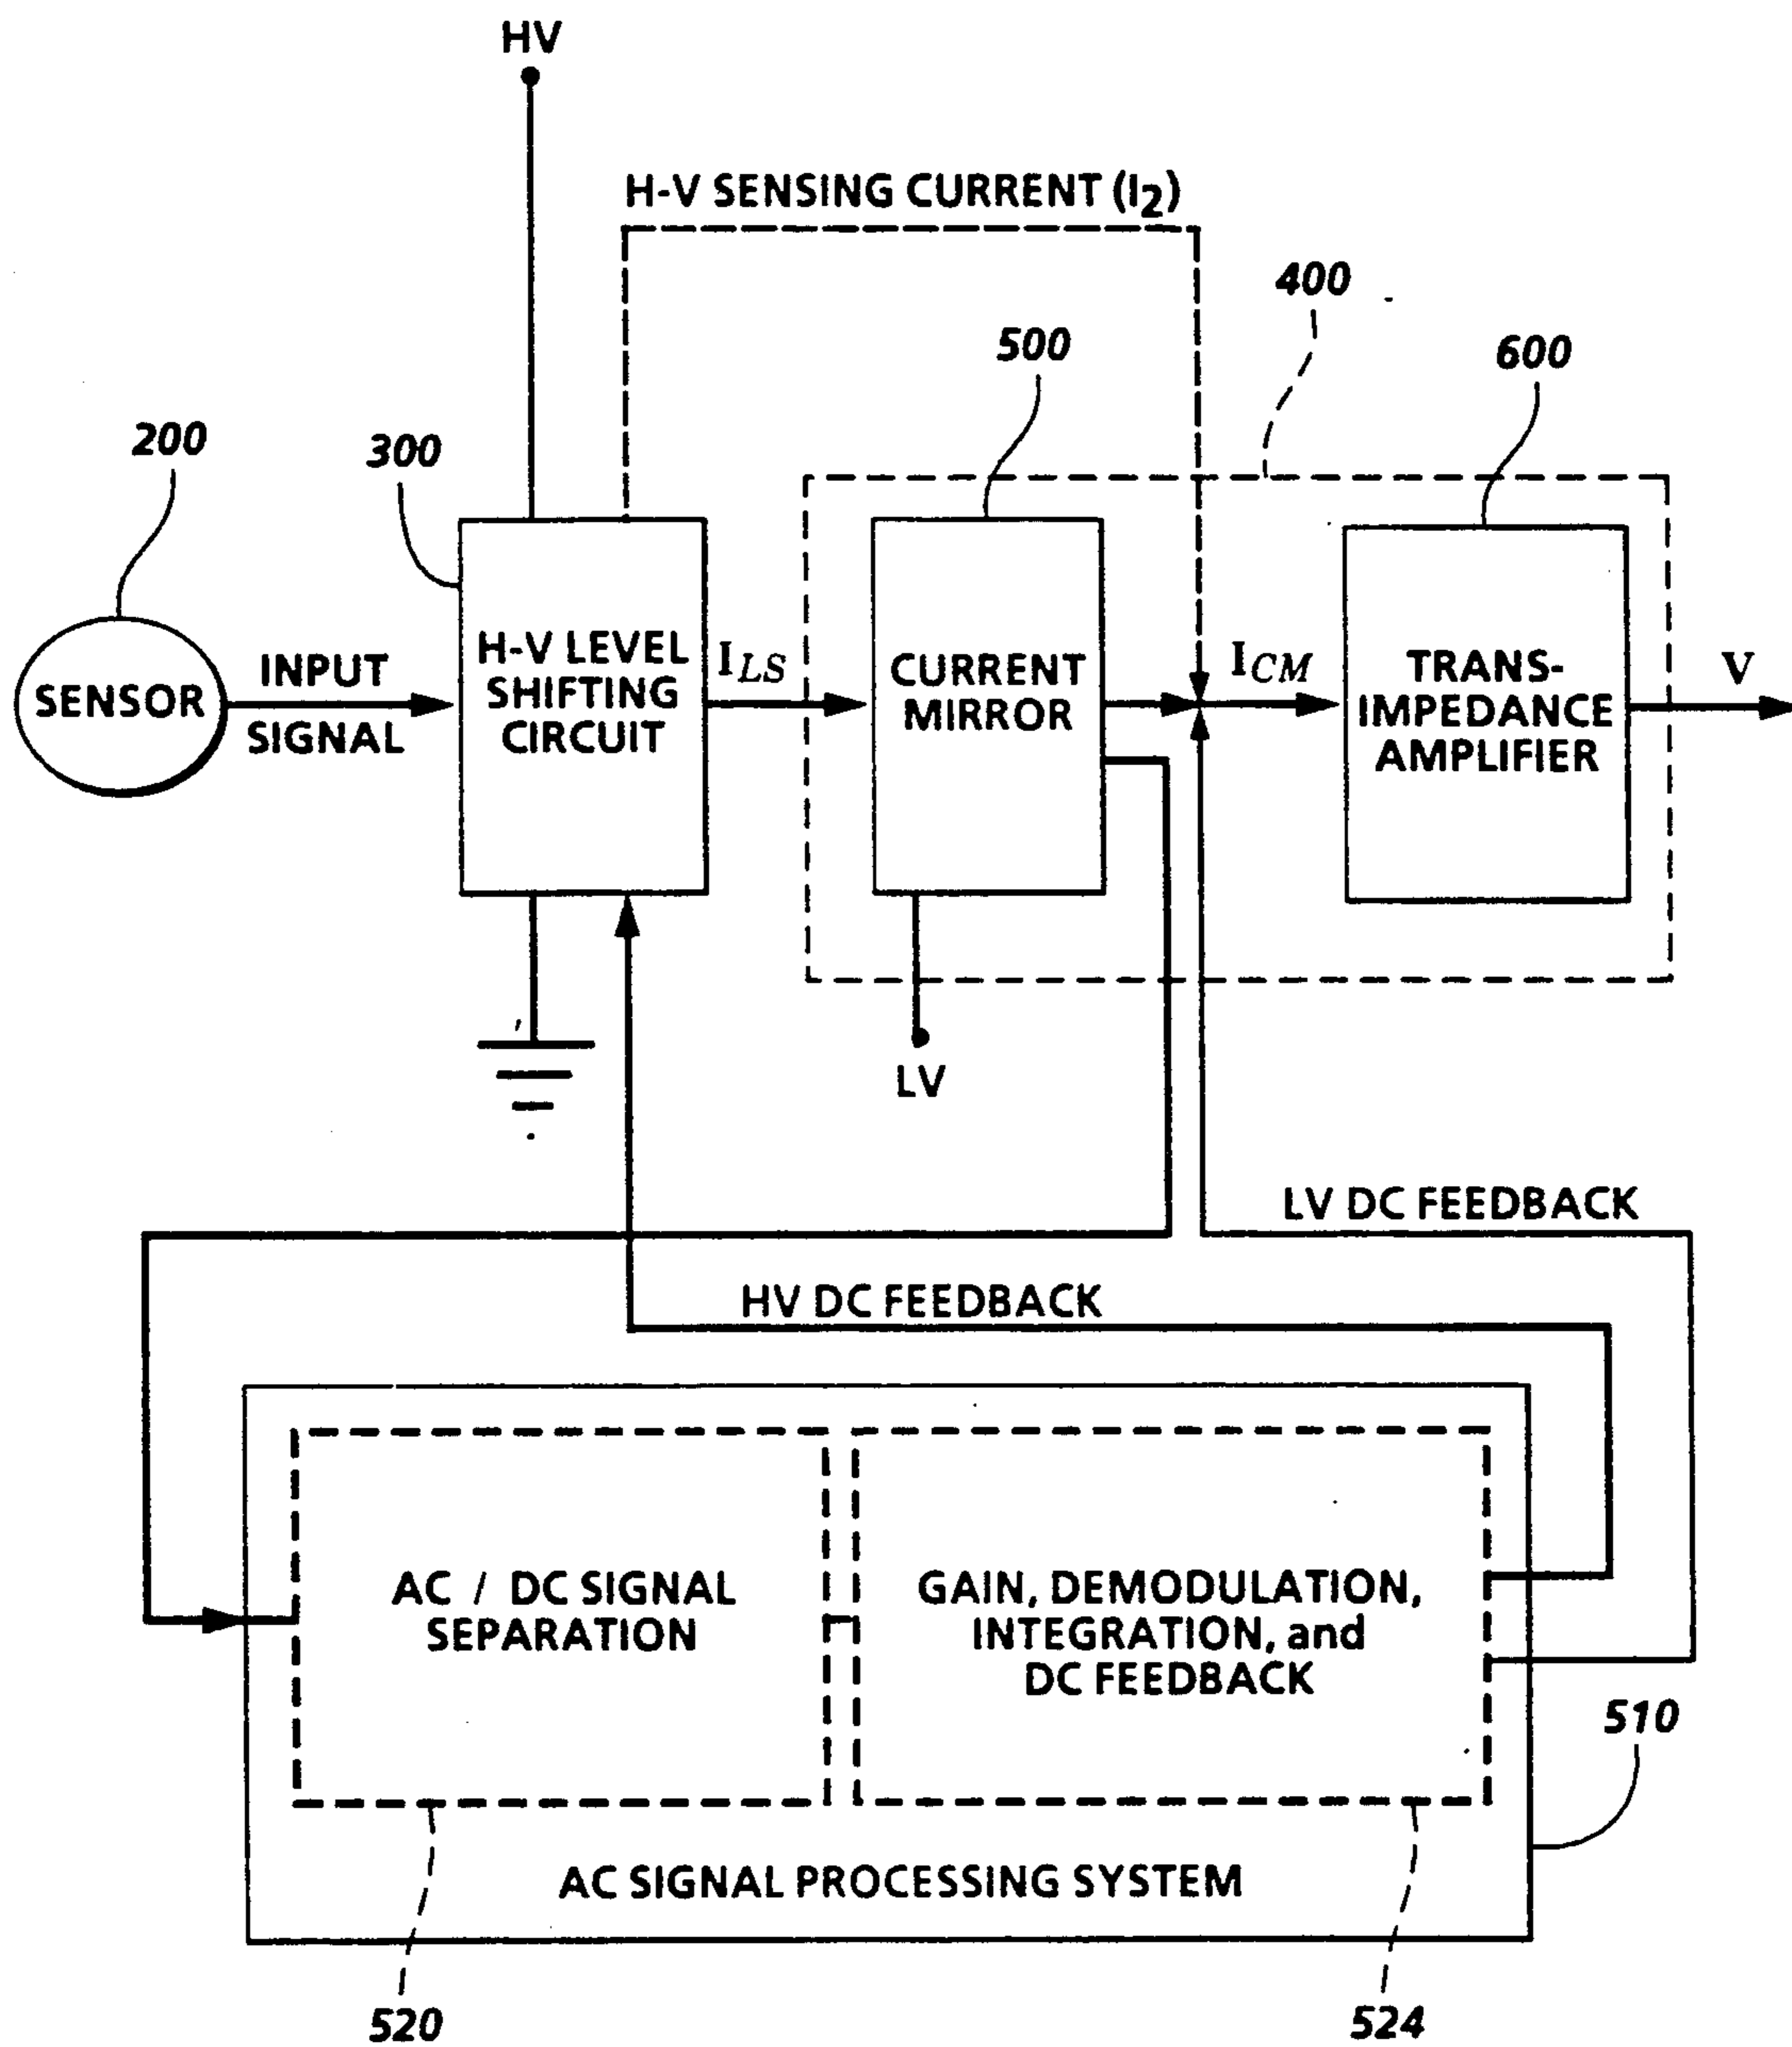 HV
H-V SENSING CURRENT (I2)
400
500
600
200
300
SENSOR
INPUT
SIGNAL
H-V LEVEL
SHIFTING
CIRCUIT
ILS
CURRENT
MIRROR
ICM
TRANS-
IMPEDANCE
AMPLIFIER
V
LV
LV DC FEEDBACK
HV DC FEEDBACK
AC / DC SIGNAL
SEPARATION
GAIN, DEMODULATION,
INTEGRATION, and
DC FEEDBACK
510
AC SIGNAL PROCESSING SYSTEM
520
524